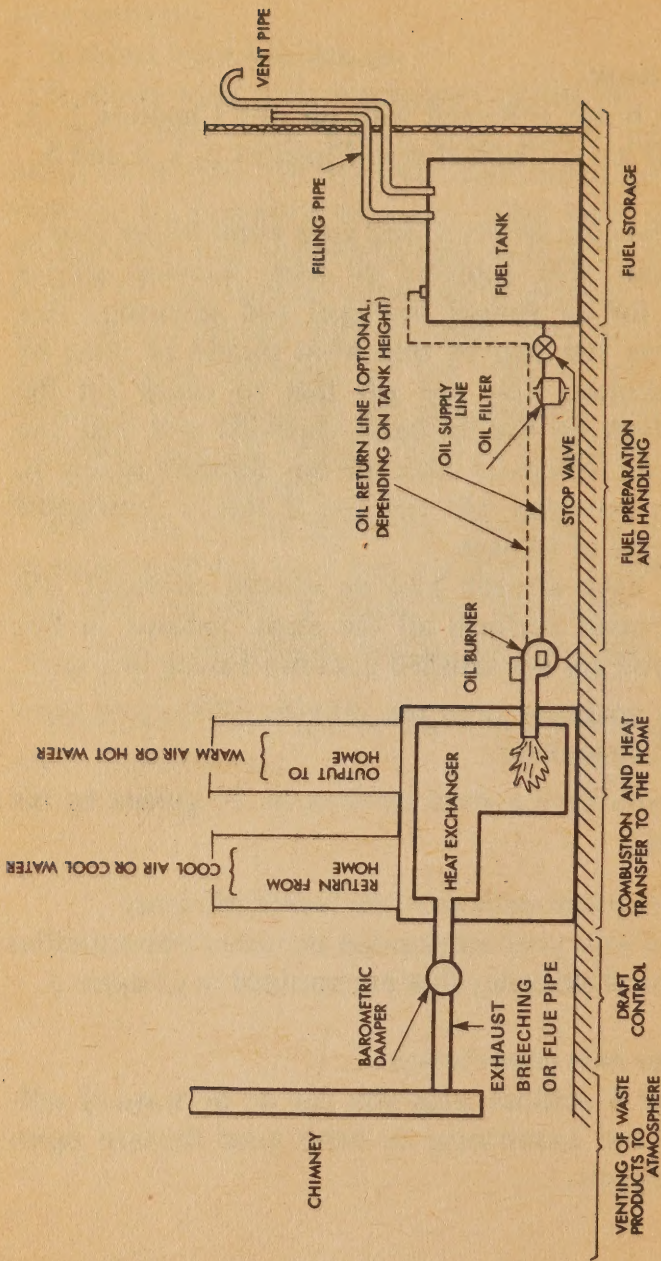 VENT PIPE
FILLING PIPE
FUEL TANK
OIL RETURN LINE (OPTIONAL,
DEPENDING ON TANK HEIGHT)
OIL SUPPLY
LINE
OIL FILTER
STOP VALVE
OIL BURNER
WARM AIR OR HOT WATER
OUTPUT TO
HOME
COOL AIR OR COOL WATER
RETURN FROM
HOME
HEAT EXCHANGER
BAROMETRIC
DAMPER
EXHAUST
BREECHING
OR FLUE PIPE
CHIMNEY
VENTING OF WASTE
PRODUCTS TO
ATMOSPHERE
DRAFT
CONTROL
COMBUSTION AND HEAT
TRANSFER TO THE HOME
FUEL PREPARATION
AND HANDLING
FUEL STORAGE